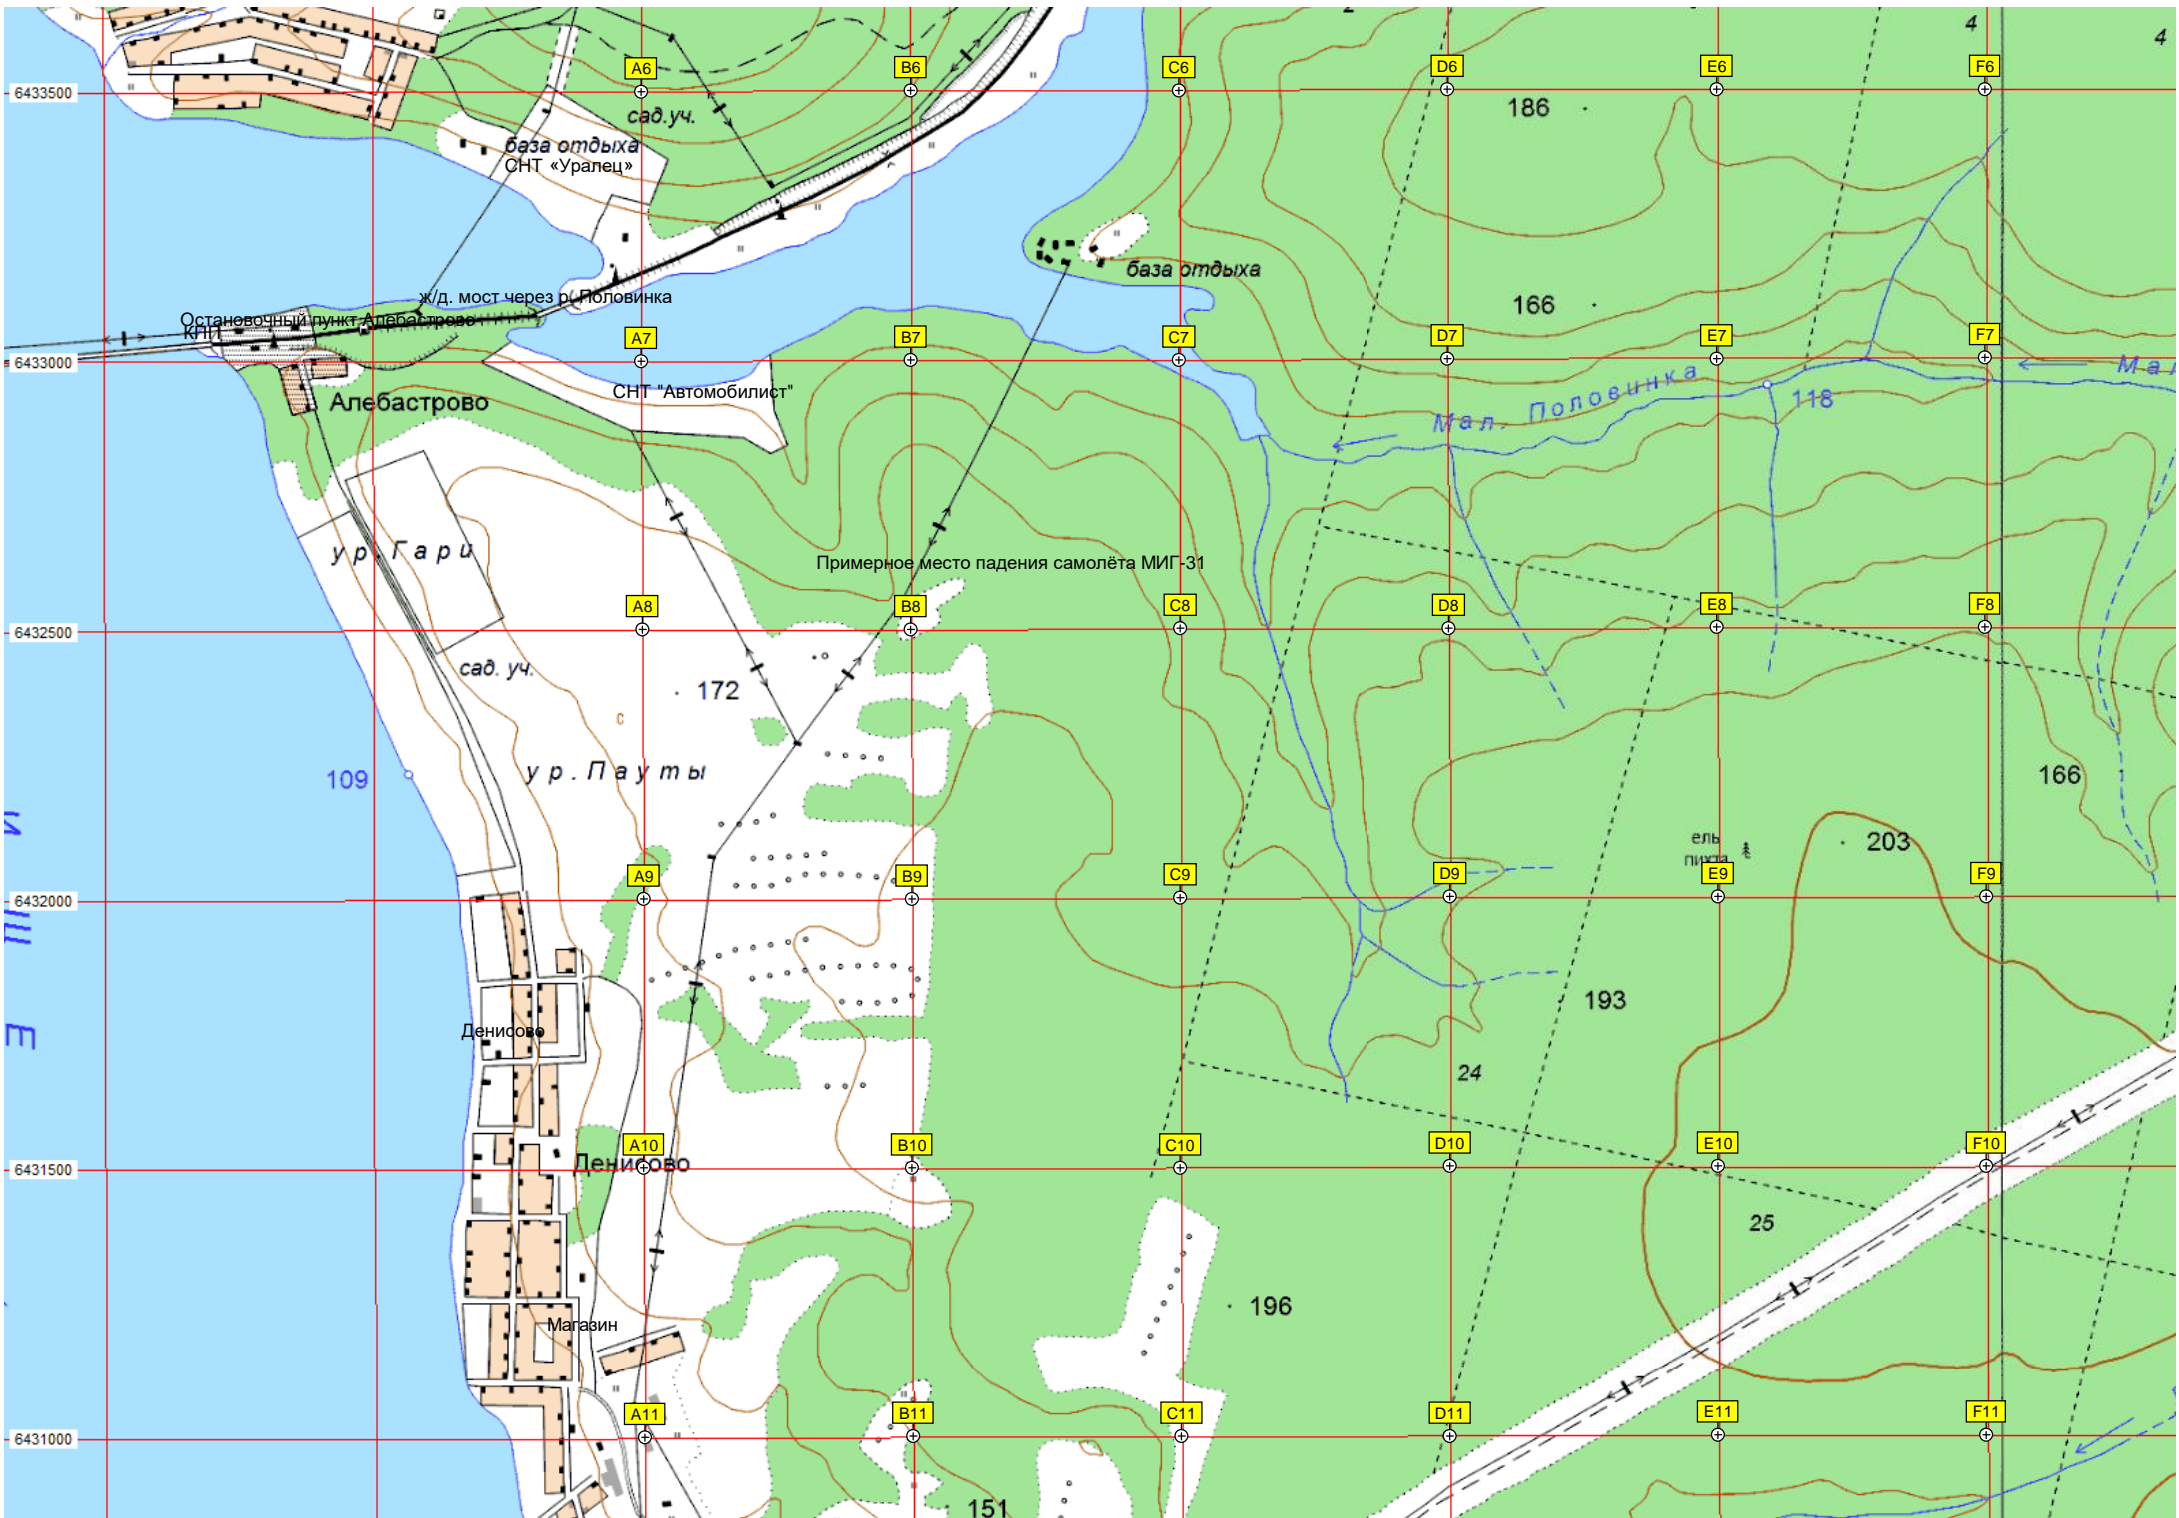 4
4
A6
B6
C6
D6
E6
F6
6433500
186
сад.уч.
база отдыха
СНТ «Уралец»
база отдыха
ж/д. мост через р. Половинка
166
Остановочный пункт Алебастрово
КПП
A7
B7
C7
D7
E7
F7
6433000
Мал. Половинка
118
СНТ "Автомобилист"
Алебастрово
ур. Гари
Примерное место падения самолёта МИГ-31
A8
B8
C8
D8
E8
F8
6432500
сад. уч.
172
с
109
ур. Пауты
166
ель
пихта
203
A9
B9
C9
D9
E9
F9
6432000
193
Денисово
24
A10
B10
C10
D10
E10
F10
6431500
Денисово
25
196
Магазин
A11
B11
C11
D11
E11
F11
6431000
151